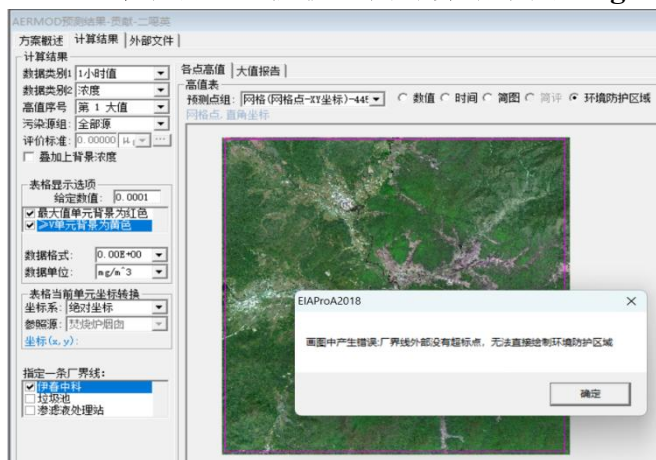 AERMOD预测结果-贡献-二噁英
方案概述 计算结果 外部文件
计算结果
数据类别1 1小时值
数据类别2 浓度
高值序号 第 1 大值
污染源组: 全部源
评价标准: 0.00000
叠加上背景浓度
表格显示选项
给定数值: 0.0001
最大值单元背景为红色
≥V单元背景为黄色
数据格式: 0.00E+00
数据单位: mg/m^3
表格当前单元坐标转换
坐标系: 绝对坐标
参照源: 焚烧炉烟囱
坐标(x,y):
指定一条厂界线:
伊春中科
垃圾池
渗滤液处理站
各点高值 大值报告
高值表
预测点组: 网格(网格点-XY坐标)-445 数值 时间 简图 简评 环境防护区域
网格点,直角坐标
EIAProA2018
画图中产生错误:厂界线外部没有超标点，无法直接绘制环境防护区域
确定